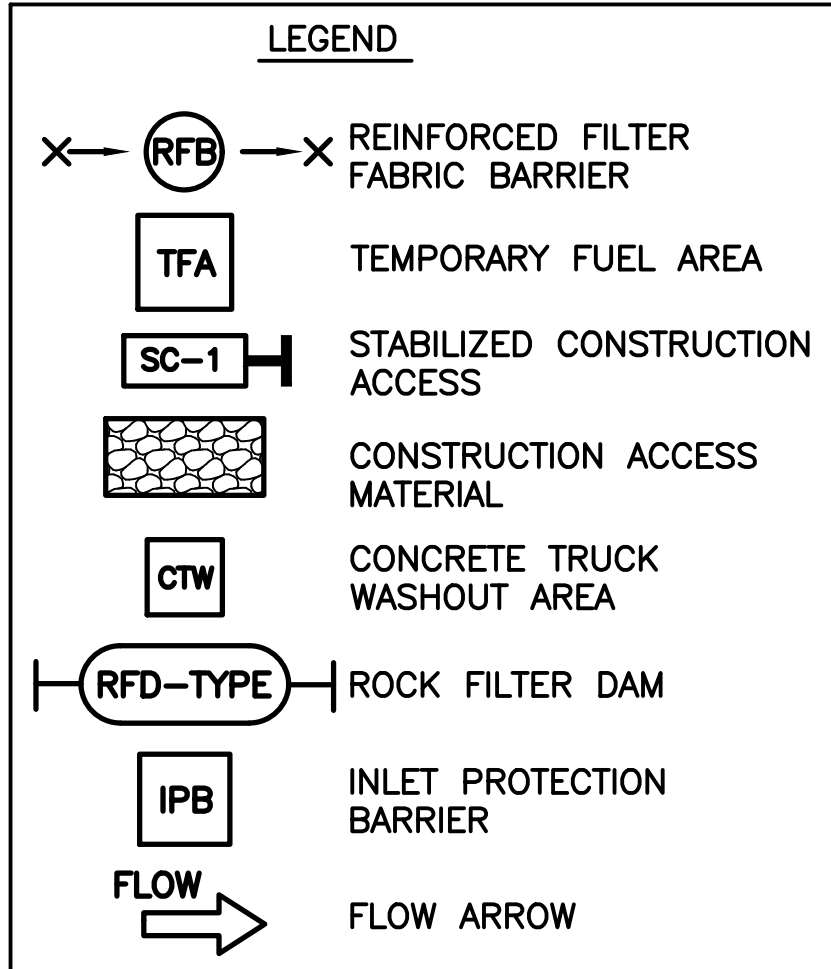 LEGEND
RFB
REINFORCED FILTER
FABRIC BARRIER
TFA
TEMPORARY FUEL AREA
SC-1
STABILIZED CONSTRUCTION
ACCESS
CONSTRUCTION ACCESS
MATERIAL
CTW
CONCRETE TRUCK
WASHOUT AREA
RFD-TYPE
ROCK FILTER DAM
IPB
INLET PROTECTION
BARRIER
FLOW
FLOW ARROW